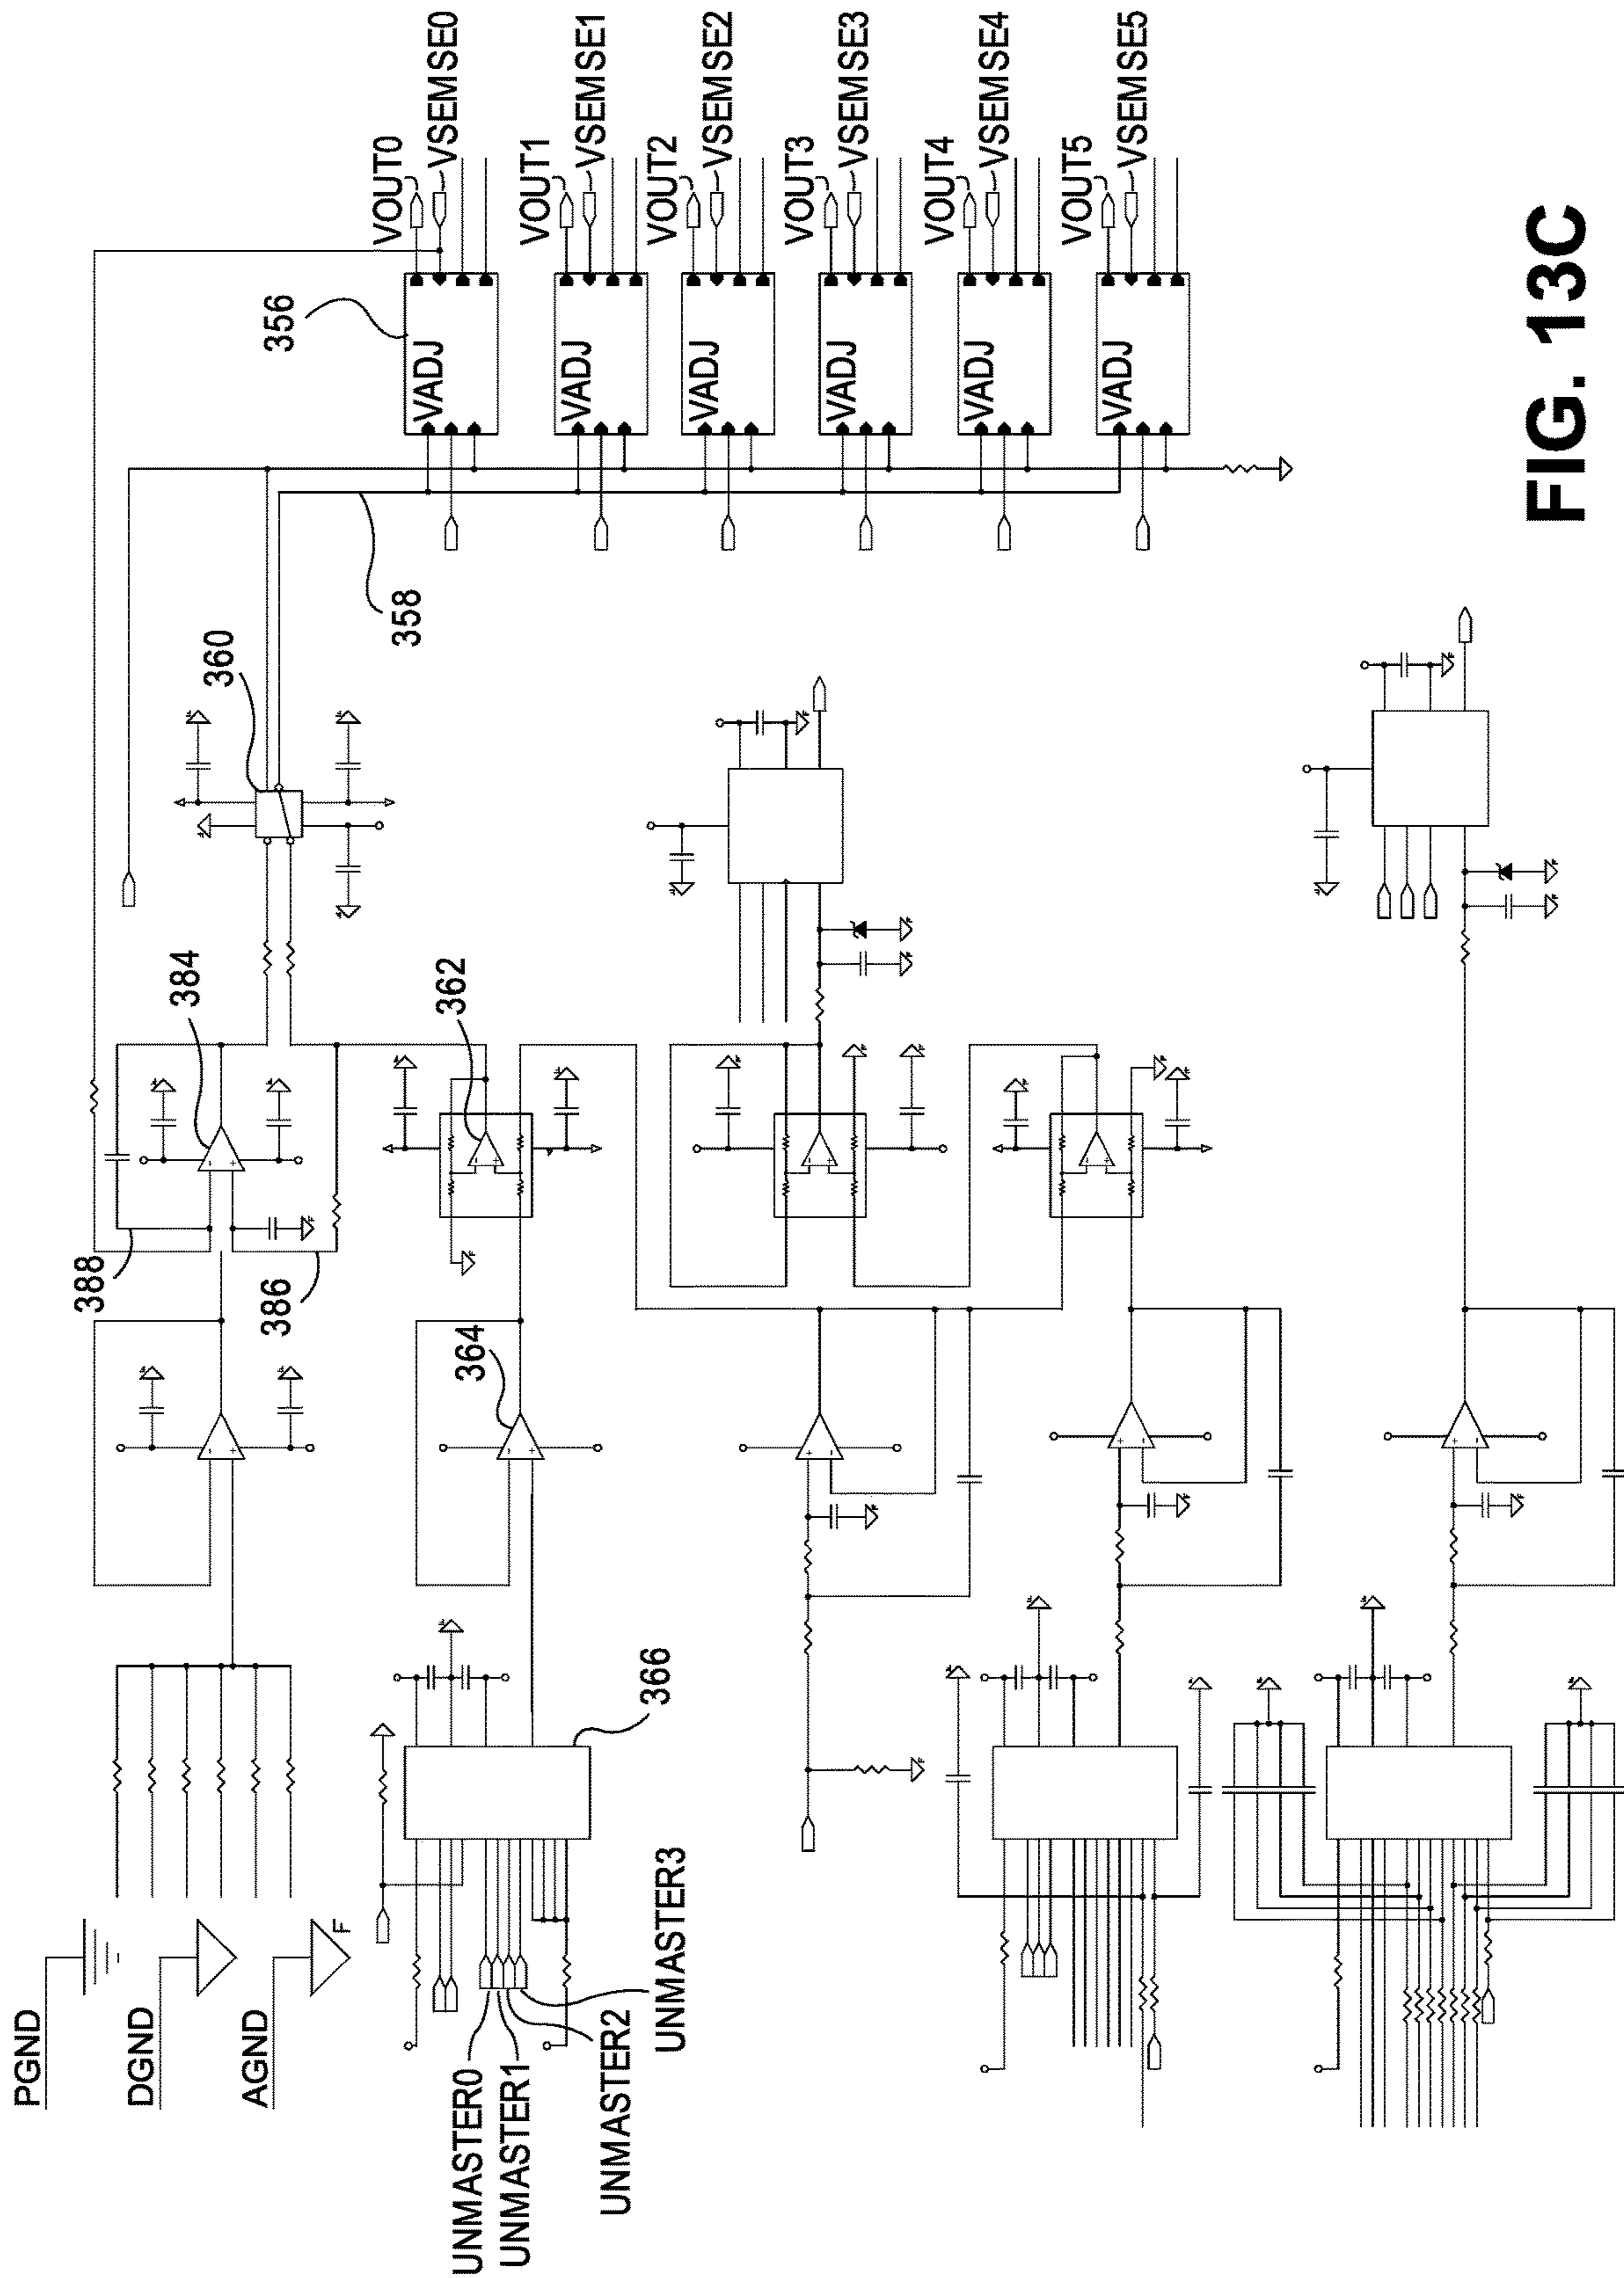 PGND
DGND
AGND
F
UNMASTER0
UNMASTER1
UNMASTER2
UNMASTER3
366
364
388
386
384
362
360
358
356
VADJ
VOUT0
VSEMSE0
VADJ
VOUT1
VSEMSE1
VADJ
VOUT2
VSEMSE2
VADJ
VOUT3
VSEMSE3
VADJ
VOUT4
VSEMSE4
VADJ
VOUT5
VSEMSE5
FIG. 13C